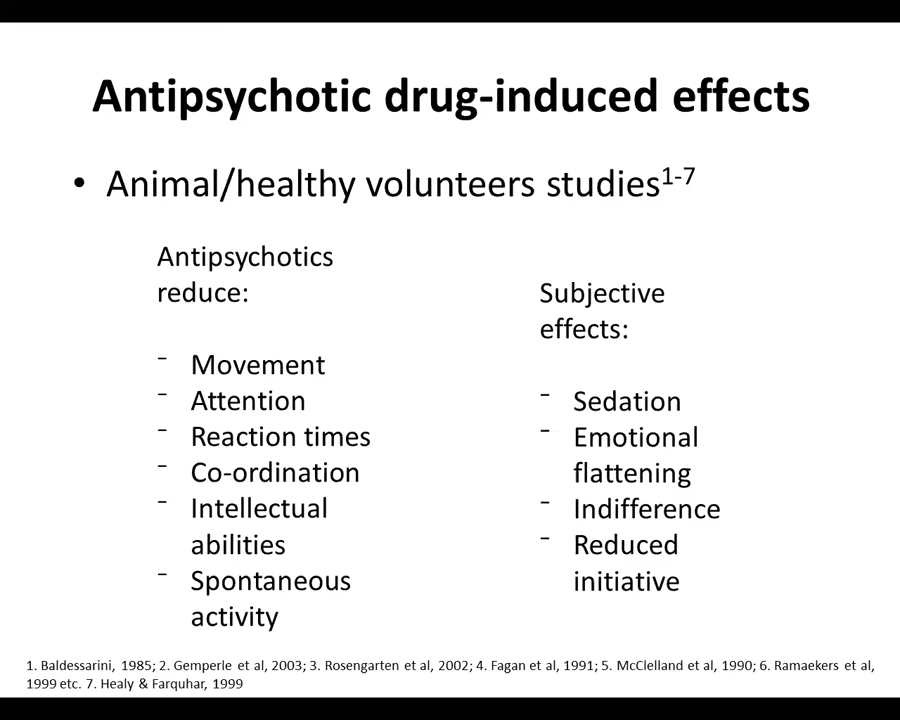 Antipsychotic drug-induced effects
• Animal/healthy volunteers studies1-7
Antipsychotics
reduce:
- Movement
- Attention
- Reaction times
- Co-ordination
- Intellectual
abilities
- Spontaneous
activity
Subjective
effects:
- Sedation
- Emotional
flattening
- Indifference
- Reduced
initiative
1. Baldessarini, 1985; 2. Gemperle et al, 2003; 3. Rosengarten et al, 2002; 4. Fagan et al, 1991; 5. McClelland et al, 1990; 6. Ramaekers et al,
1999 etc. 7. Healy & Farquhar, 1999